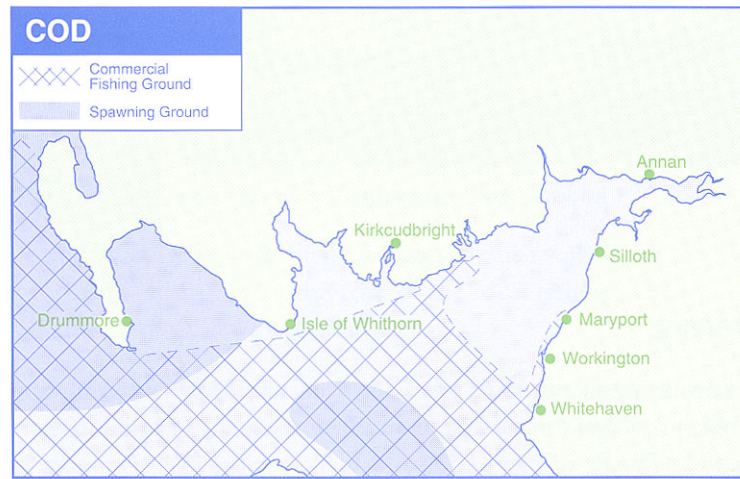 COD
Commercial
Fishing Ground
Spawning Ground
Annan
Kirkcudbright
Silloth
Drummore
Isle of Whithorn
Maryport
Workington
Whitehaven